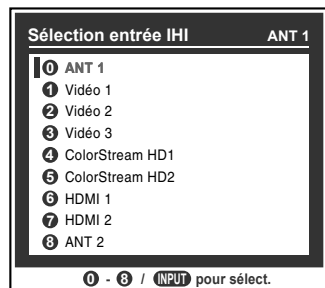 Sélection entrée IHI ANT 1
0 ANT 1
1 Vidéo 1
2 Vidéo 2
3 Vidéo 3
4 ColorStream HD1
5 ColorStream HD2
6 HDMI 1
7 HDMI 2
8 ANT 2
0 - 8 / INPUT pour sélect.